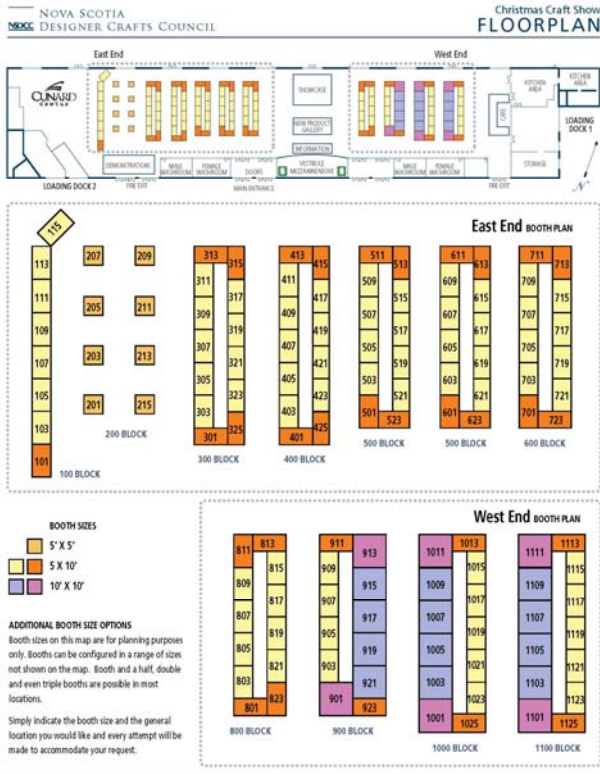 NOVA SCOTIA
NSDCC DESIGNER CRAFTS COUNCIL
Christmas Craft Show
FLOORPLAN
East End
West End
CUNARD
CENTRE
SHOWCASE
NEW PRODUCT
GALLERY
INFORMATION
VESTIBULE
MEZZANINE ABOVE
CAFE
KITCHEN
AREA
KITCHEN
AREA
LOADING
DOCK 1
STORAGE
DEMONSTRATIONS
MALE
WASHROOM
FEMALE
WASHROOM
DOORS
MALE
WASHROOM
FEMALE
WASHROOM
LOADING DOCK 2
FIRE EXIT
MAIN ENTRANCE
FIRE EXIT
N
East End BOOTH PLAN
115
113
111
109
107
105
103
101
100 BLOCK
207 209
205 211
203 213
201 215
200 BLOCK
313 315
311
309
307
305
303
301
317
319
321
323
325
300 BLOCK
413 415
411
409
407
405
403
401
417
419
421
423
425
400 BLOCK
511 513
509
507
505
503
501
515
517
519
521
523
500 BLOCK
611 613
609
607
605
603
601
615
617
619
621
623
500 BLOCK
711 713
709
707
705
703
701
715
717
719
721
723
600 BLOCK
BOOTH SIZES
5' X 5'
5 X 10'
10' X 10'
ADDITIONAL BOOTH SIZE OPTIONS
Booth sizes on this map are for planning purposes
only. Booths can be configured in a range of sizes
not shown on the map. Booth and a half, double
and even triple booths are possible in most
locations.
Simply indicate the booth size and the general
location you would like and every attempt will be
made to accommodate your request.
West End BOOTH PLAN
811 813
809
807
805
803
801
815
817
819
821
823
800 BLOCK
911 913
909
907
905
903
901
915
917
919
921
923
900 BLOCK
1011 1013
1009
1007
1005
1003
1001
1015
1017
1019
1021
1023
1025
1000 BLOCK
1111 1113
1109
1107
1105
1103
1101
1115
1117
1119
1121
1123
1125
1100 BLOCK